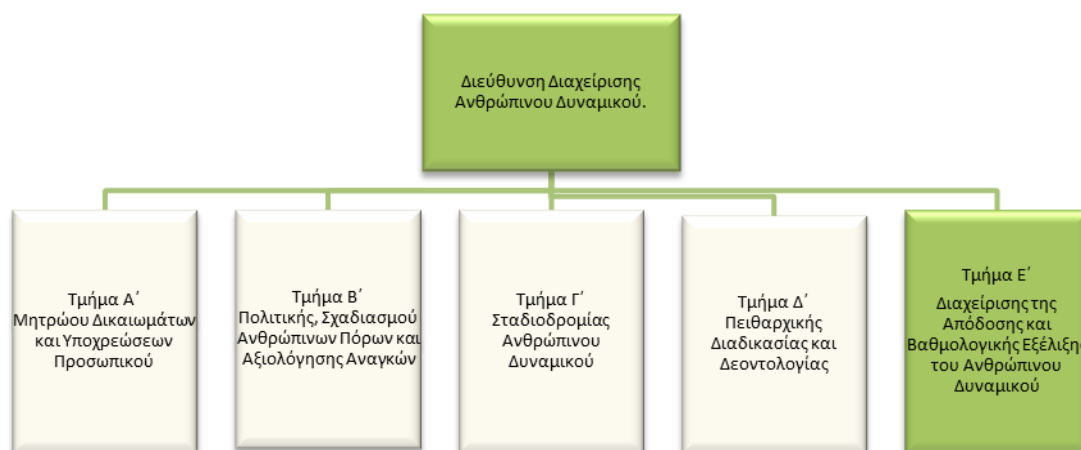 Διεύθυνση Διαχείρισης
Ανθρώπινου Δυναμικού.
Τμήμα Α΄
Μητρώου Δικαιωμάτων
και Υποχρεώσεων
Προσωπικού
Τμήμα Β΄
Πολιτικής, Σχαδιασμού
Ανθρώπινων Πόρων και
Αξιολόγησης Αναγκών
Τμήμα Γ΄
Σταδιοδρομίας
Ανθρώπινου
Δυναμικού
Τμήμα Δ΄
Πειθαρχικής
Διαδικασίας και
Δεοντολογίας
Τμήμα Ε΄
Διαχείρισης της
Απόδοσης και
Βαθμολογικής Εξέλιξης
του Ανθρώπινου
Δυναμικού